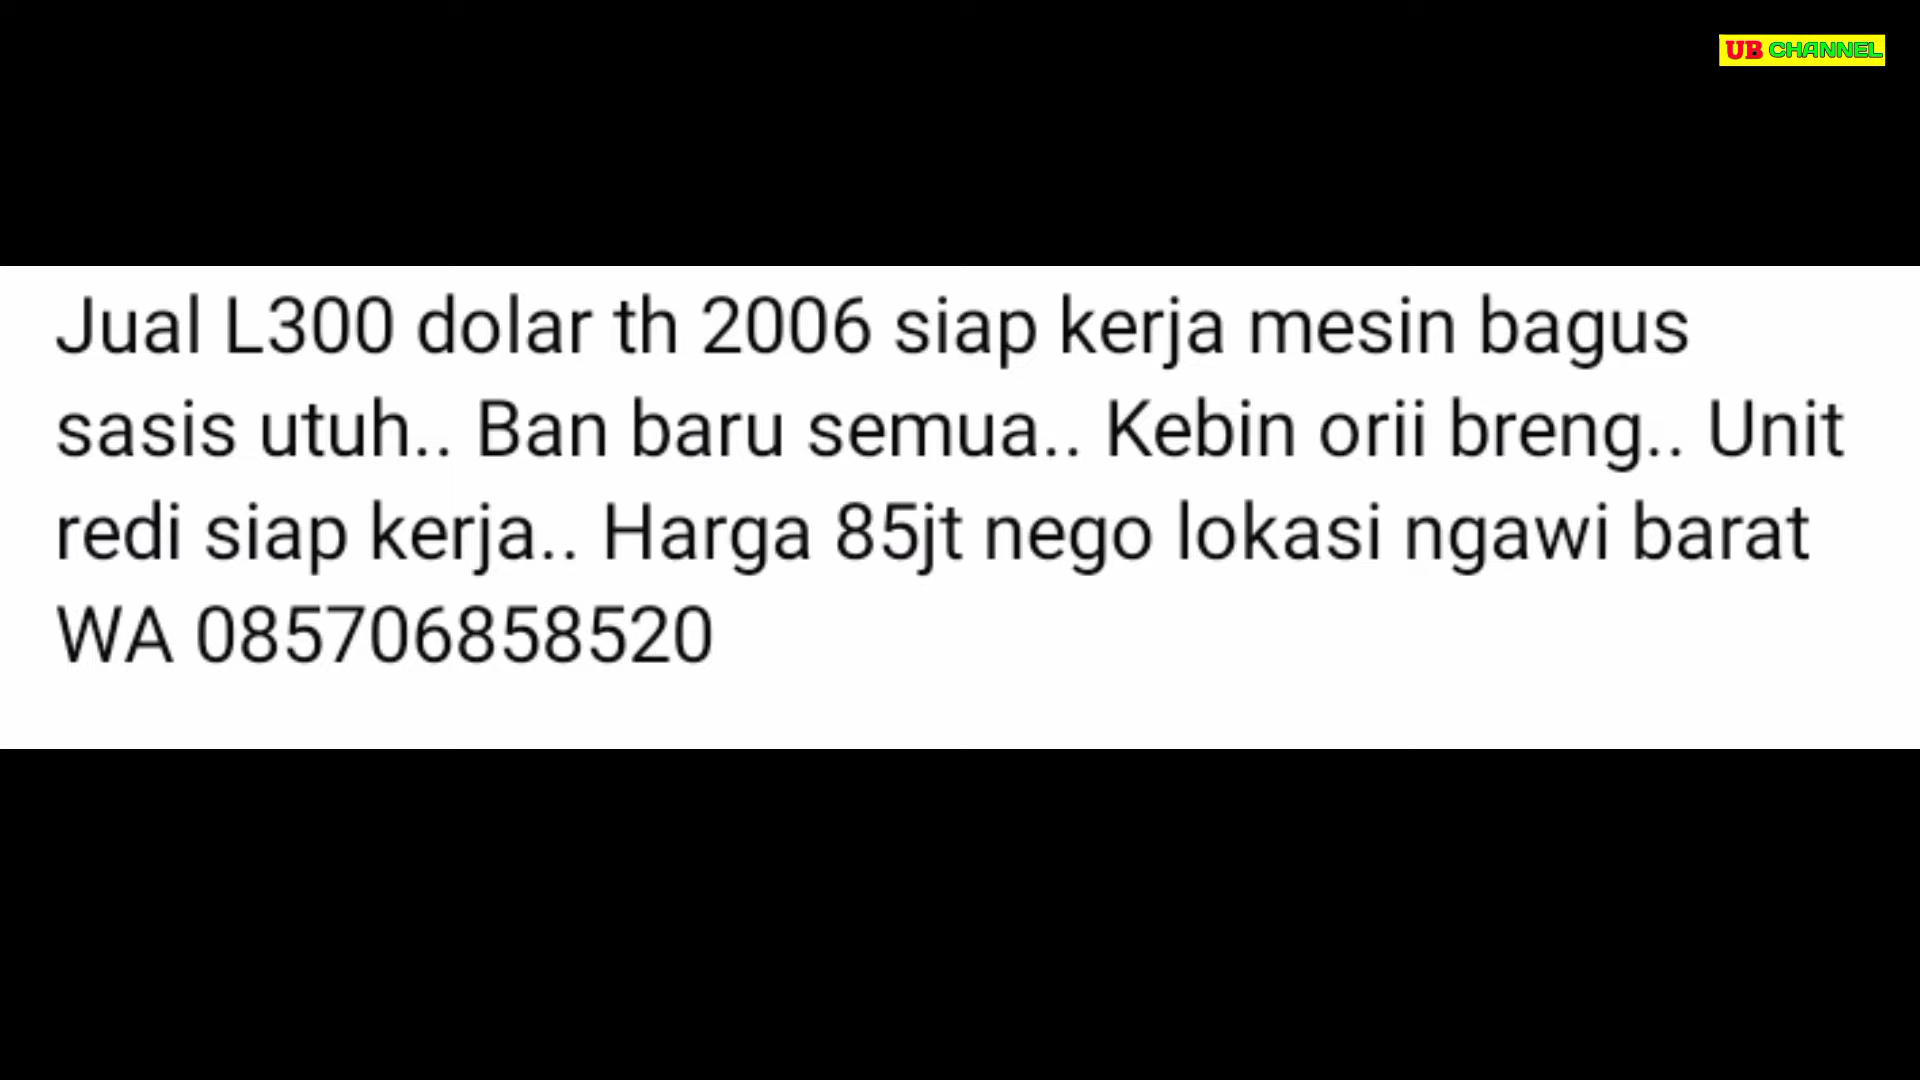 UB CHANNEL
Jual L300 dolar th 2006 siap kerja mesin bagus
sasis utuh.. Ban baru semua.. Kebin orii breng.. Unit
redi siap kerja.. Harga 85jt nego lokasi ngawi barat
WA 085706858520